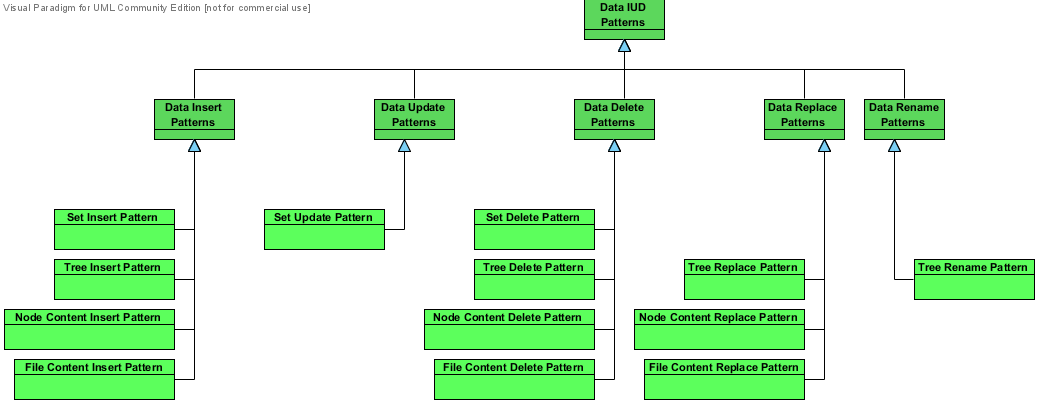 Visual Paradigm for UML Community Edition [not for commercial use]
Data IUD
Patterns
Data Insert
Patterns
Data Update
Patterns
Data Delete
Patterns
Data Replace
Patterns
Data Rename
Patterns
Set Insert Pattern
Set Update Pattern
Set Delete Pattern
Tree Insert Pattern
Tree Delete Pattern
Tree Replace Pattern
Tree Rename Pattern
Node Content Insert Pattern
Node Content Delete Pattern
Node Content Replace Pattern
File Content Insert Pattern
File Content Delete Pattern
File Content Replace Pattern